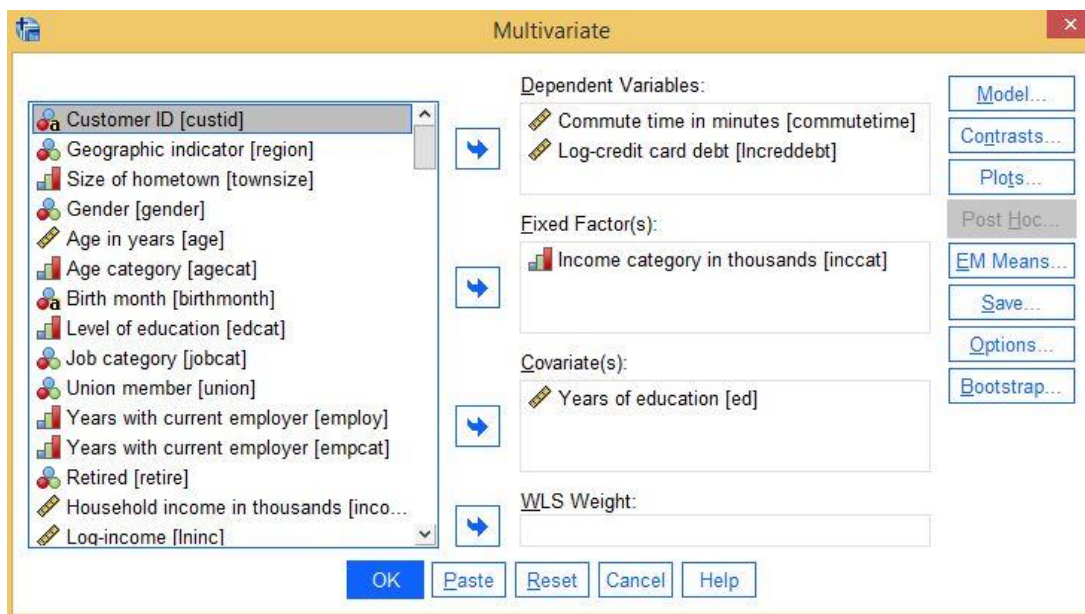 Multivariate
Customer ID [custid]
Geographic indicator [region]
Size of hometown [townsize]
Gender [gender]
Age in years [age]
Age category [agecat]
Birth month [birthmonth]
Level of education [edcat]
Job category [jobcat]
Union member [union]
Years with current employer [employ]
Years with current employer [empcat]
Retired [retire]
Household income in thousands [inco...
Log-income [lninc]
Dependent Variables:
Commute time in minutes [commutetime]
Log-credit card debt [lncreddebt]
Fixed Factor(s):
Income category in thousands [inccat]
Covariate(s):
Years of education [ed]
WLS Weight:
Model...
Contrasts...
Plots...
Post Hoc...
EM Means...
Save...
Options...
Bootstrap...
OK
Paste
Reset
Cancel
Help